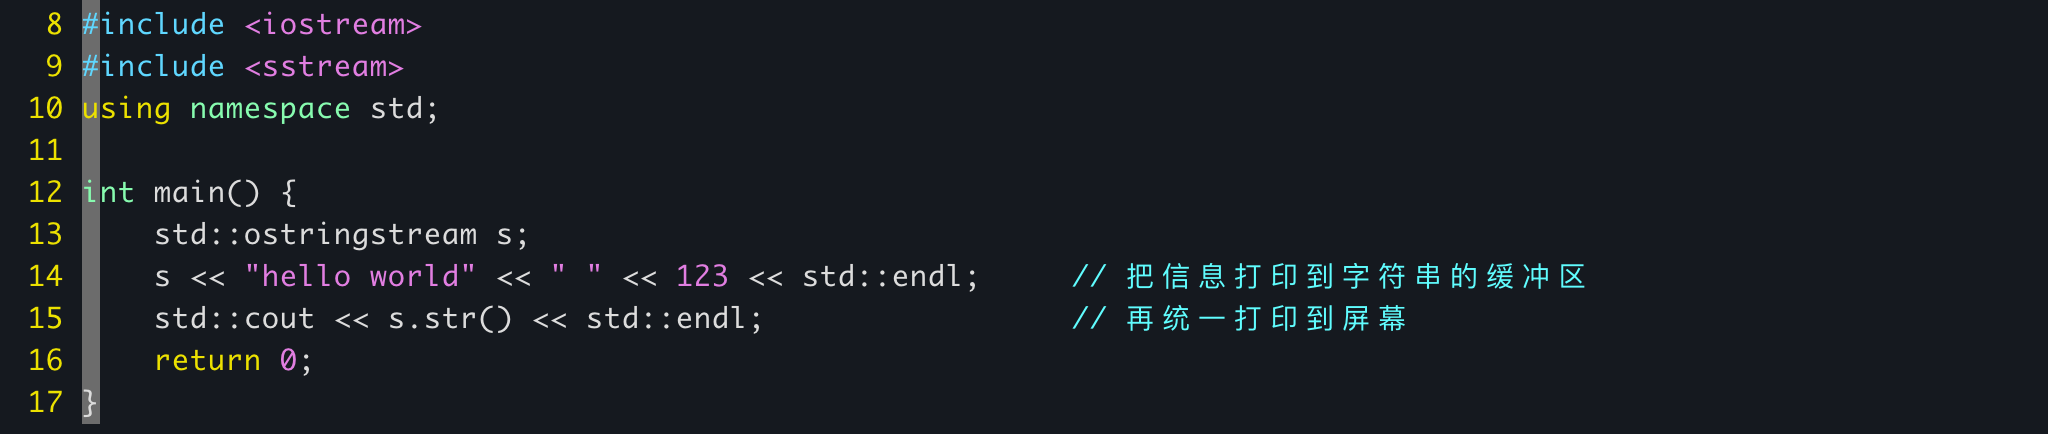 8 #include <iostream>
9 #include <sstream>
10 using namespace std;
11
12 int main() {
13     std::ostringstream s;
14     s << "hello world" << " " << 123 << std::endl;     // 把信息打印到字符串的缓冲区
15     std::cout << s.str() << std::endl;                 // 再统一打印到屏幕
16     return 0;
17 }